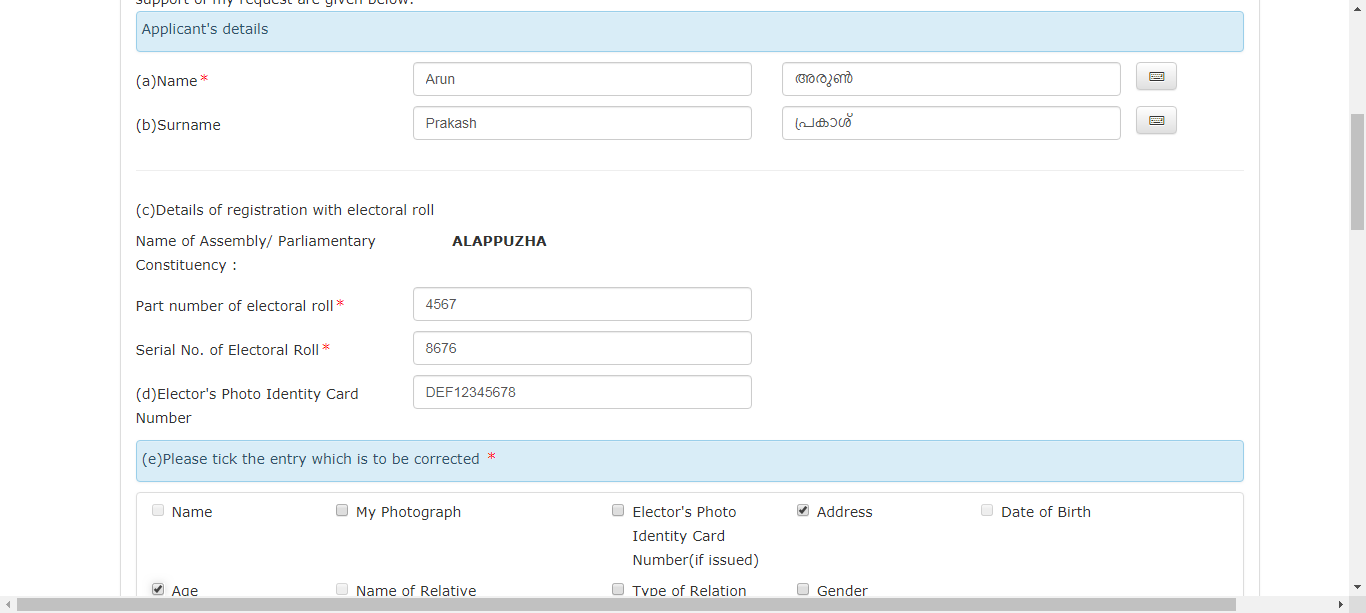 support of my request are given below.
Applicant's details
(a)Name* Arun അരുൺ
(b)Surname Prakash പ്രകാശ്
(c)Details of registration with electoral roll
Name of Assembly/ Parliamentary ALAPPUZHA
Constituency :
Part number of electoral roll* 4567
Serial No. of Electoral Roll* 8676
(d)Elector's Photo Identity Card DEF12345678
Number
(e)Please tick the entry which is to be corrected *
Name My Photograph Elector's Photo Address Date of Birth
Identity Card
Number(if issued)
Age Name of Relative Type of Relation Gender